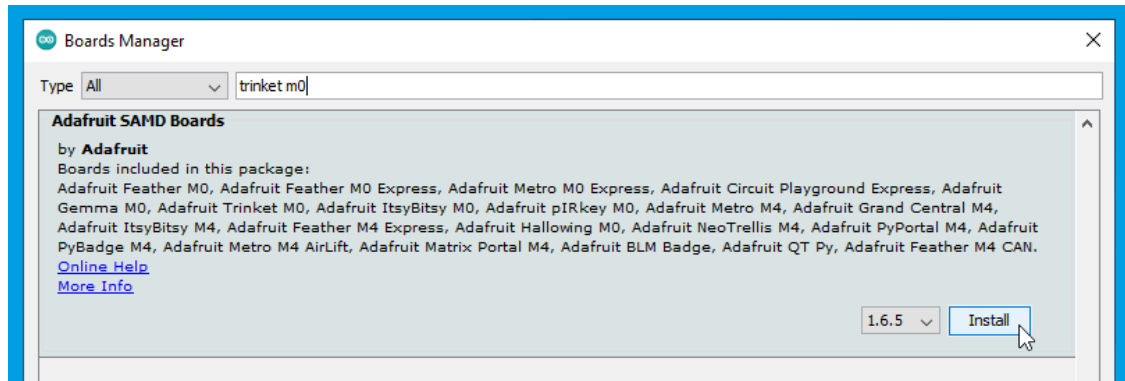 Boards Manager
Type All trinket m0
Adafruit SAMD Boards
by Adafruit
Boards included in this package:
Adafruit Feather M0, Adafruit Feather M0 Express, Adafruit Metro M0 Express, Adafruit Circuit Playground Express, Adafruit
Gemma M0, Adafruit Trinket M0, Adafruit ItsyBitsy M0, Adafruit pIRkey M0, Adafruit Metro M4, Adafruit Grand Central M4,
Adafruit ItsyBitsy M4, Adafruit Feather M4 Express, Adafruit Hallowing M0, Adafruit NeoTrellis M4, Adafruit PyPortal M4, Adafruit
PyBadge M4, Adafruit Metro M4 AirLift, Adafruit Matrix Portal M4, Adafruit BLM Badge, Adafruit QT Py, Adafruit Feather M4 CAN.
Online Help
More Info
1.6.5 Install